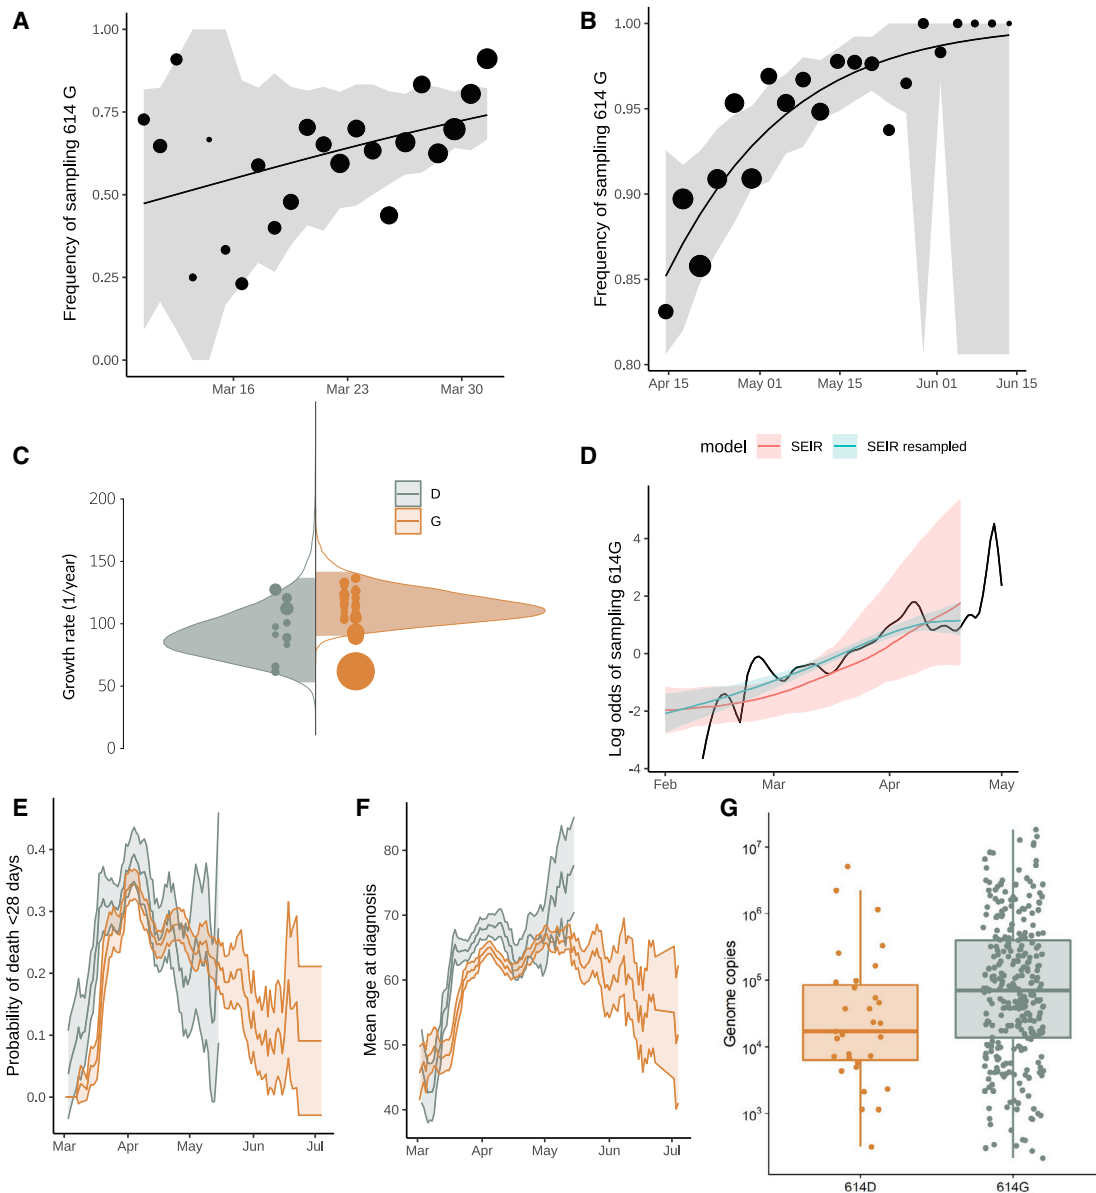 A
Frequency of sampling 614 G
1.00
0.75
0.50
0.25
0.00
Mar 16
Mar 23
Mar 30
B
Frequency of sampling 614 G
1.00
0.95
0.90
0.85
0.80
Apr 15
May 01
May 15
Jun 01
Jun 15
C
Growth rate (1/year)
200
150
100
50
0
D
G
D
model
SEIR
SEIR resampled
Log odds of sampling 614G
4
2
0
-2
-4
Feb
Mar
Apr
May
E
Probability of death <28 days
0.4
0.3
0.2
0.1
0.0
Mar
Apr
May
Jun
Jul
F
Mean age at diagnosis
80
70
60
50
40
Mar
Apr
May
Jun
Jul
G
Genome copies
10⁷
10⁶
10⁵
10⁴
10³
614D
614G